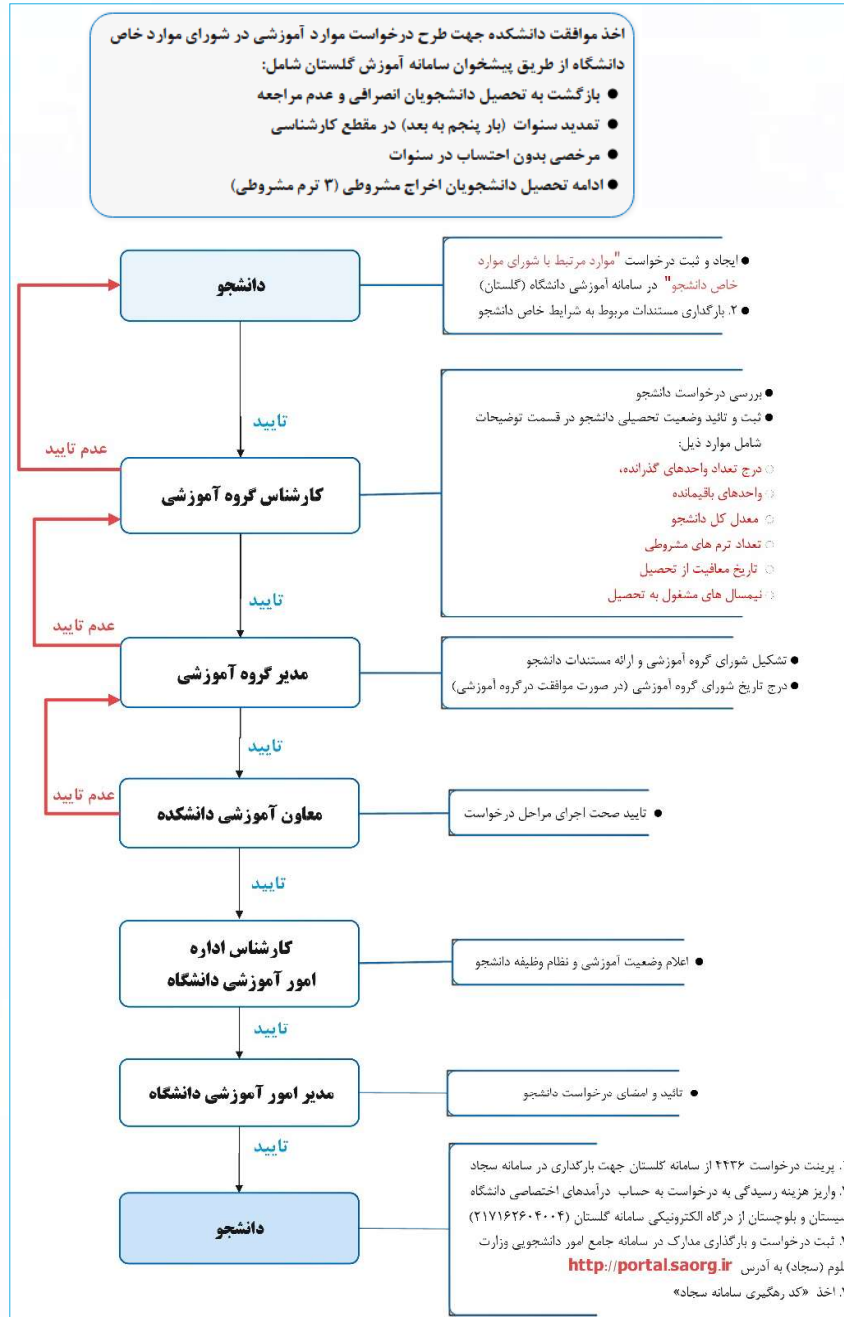 اخذ موافقت دانشکده جهت طرح درخواست موارد آموزشی در شورای موارد خاص
دانشگاه از طریق پیشخوان سامانه آموزش گلستان شامل:
● بازگشت به تحصیل دانشجویان انصرافی و عدم مراجعه
● تمدید سنوات (بار پنجم به بعد) در مقطع کارشناسی
● مرخصی بدون احتساب در سنوات
● ادامه تحصیل دانشجویان اخراج مشروطی (۳ ترم مشروطی)
دانشجو
● ایجاد و ثبت درخواست "موارد مرتبط با شورای موارد
خاص دانشجو" در سامانه آموزشی دانشگاه (گلستان)
● ۲. بارگذاری مستندات مربوط به شرایط خاص دانشجو
تایید
عدم تایید
کارشناس گروه آموزشی
● بررسی درخواست دانشجو
● ثبت و تائید وضعیت تحصیلی دانشجو در قسمت توضیحات
شامل موارد ذیل:
○ درج تعداد واحدهای گذرانده،
○ واحدهای باقیمانده
○ معدل کل دانشجو
○ تعداد ترم های مشروطی
○ تاریخ معافیت از تحصیل
○ نیمسال های مشغول به تحصیل
تایید
عدم تایید
مدیر گروه آموزشی
● تشکیل شورای گروه آموزشی و ارائه مستندات دانشجو
● درج تاریخ شورای گروه آموزشی (در صورت موافقت درگروه آموزشی)
تایید
عدم تایید
معاون آموزشی دانشکده
● تایید صحت اجرای مراحل درخواست
تایید
کارشناس اداره
امور آموزشی دانشگاه
● اعلام وضعیت آموزشی و نظام وظیفه دانشجو
تایید
مدیر امور آموزشی دانشگاه
● تائید و امضای درخواست دانشجو
تایید
دانشجو
پرینت درخواست ۲۴۳۶ از سامانه گلستان جهت بارگذاری در سامانه سجاد
واریز هزینه رسیدگی به درخواست به حساب درآمدهای اختصاصی دانشگاه
سیستان و بلوچستان از درگاه الکترونیکی سامانه گلستان (۲۱۷۱۶۲۶۰۴۰۰۴)
ثبت درخواست و بارگذاری مدارک در سامانه جامع امور دانشجویی وزارت
علوم (سجاد) به آدرس http://portal.saorg.ir
اخذ «کد رهگیری سامانه سجاد»